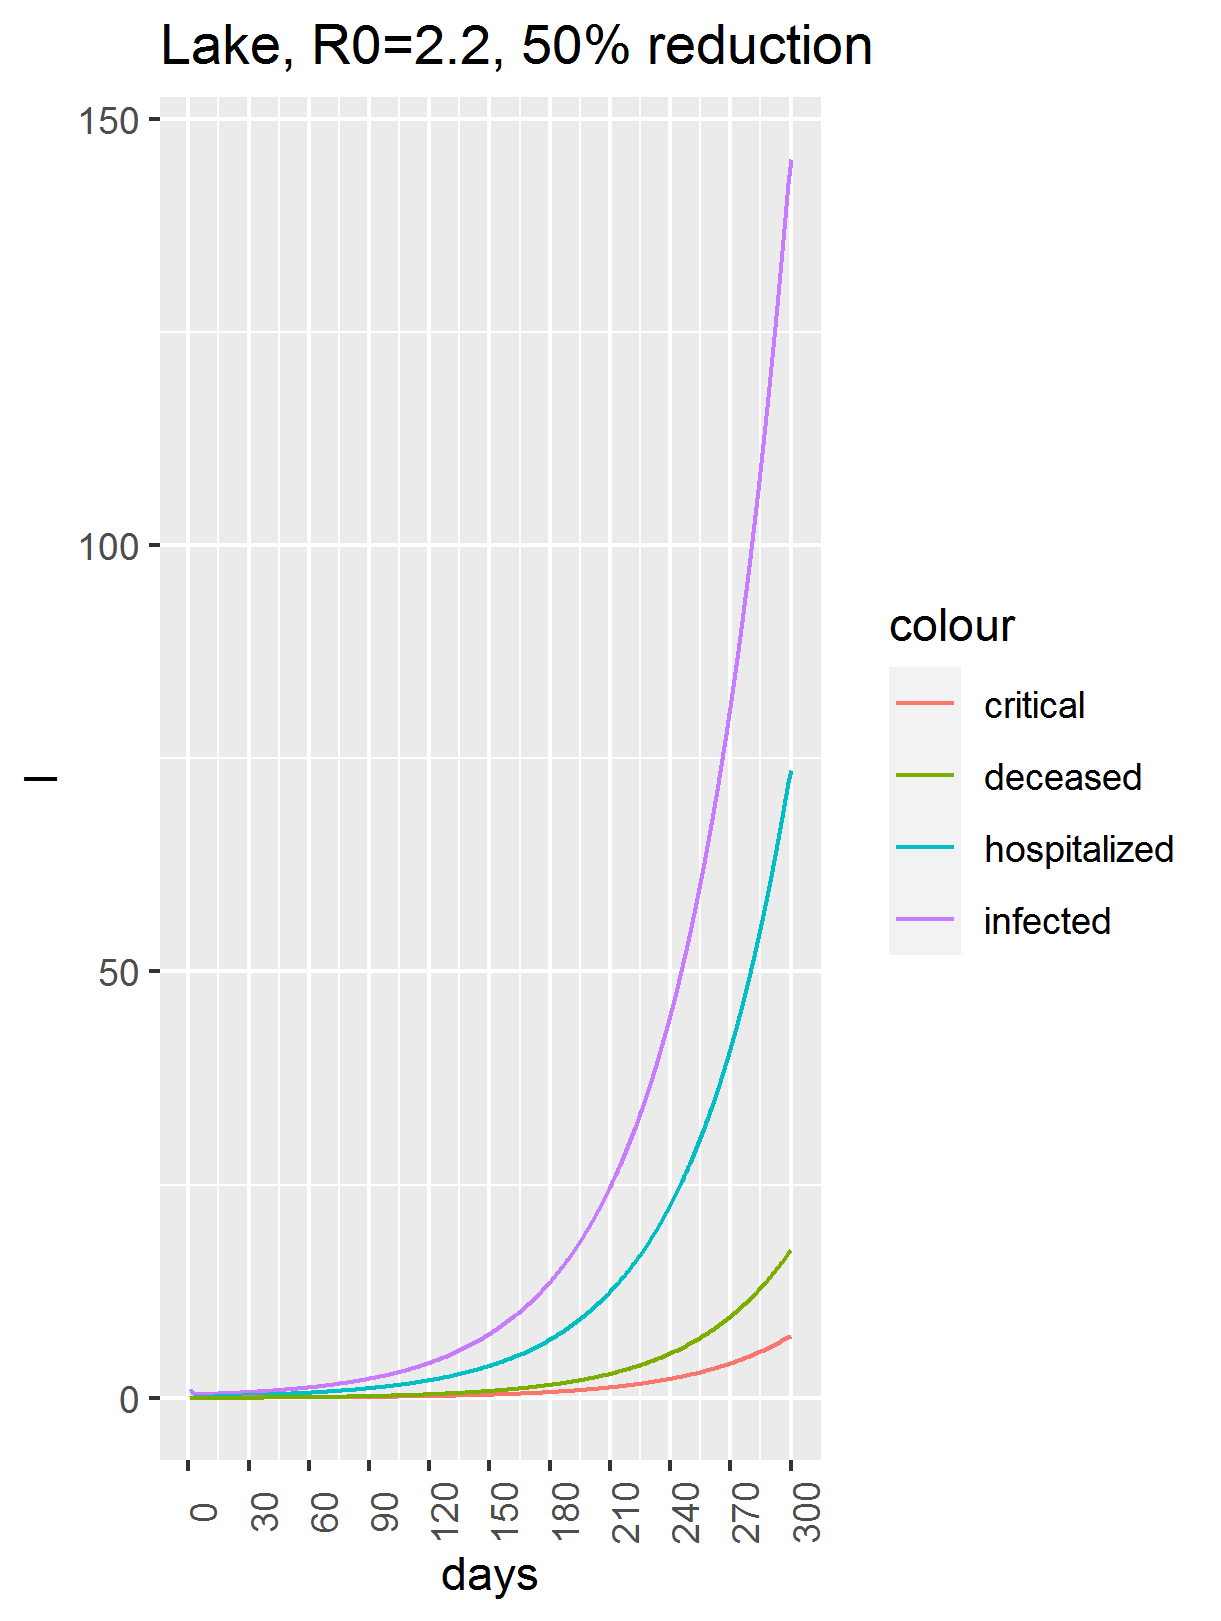 Lake, R0=2.2, 50% reduction
150
100
50
0
I
0
30
60
90
120
150
180
210
240
270
300
days
colour
critical
deceased
hospitalized
infected